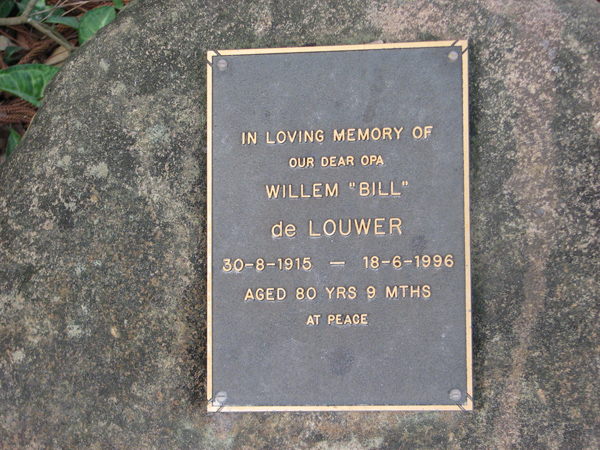 IN LOVING MEMORY OF
OUR DEAR OPA
WILLEM "BILL"
de LOUWER
30-8-1915 — 18-6-1996
AGED 80 YRS 9 MTHS
AT PEACE